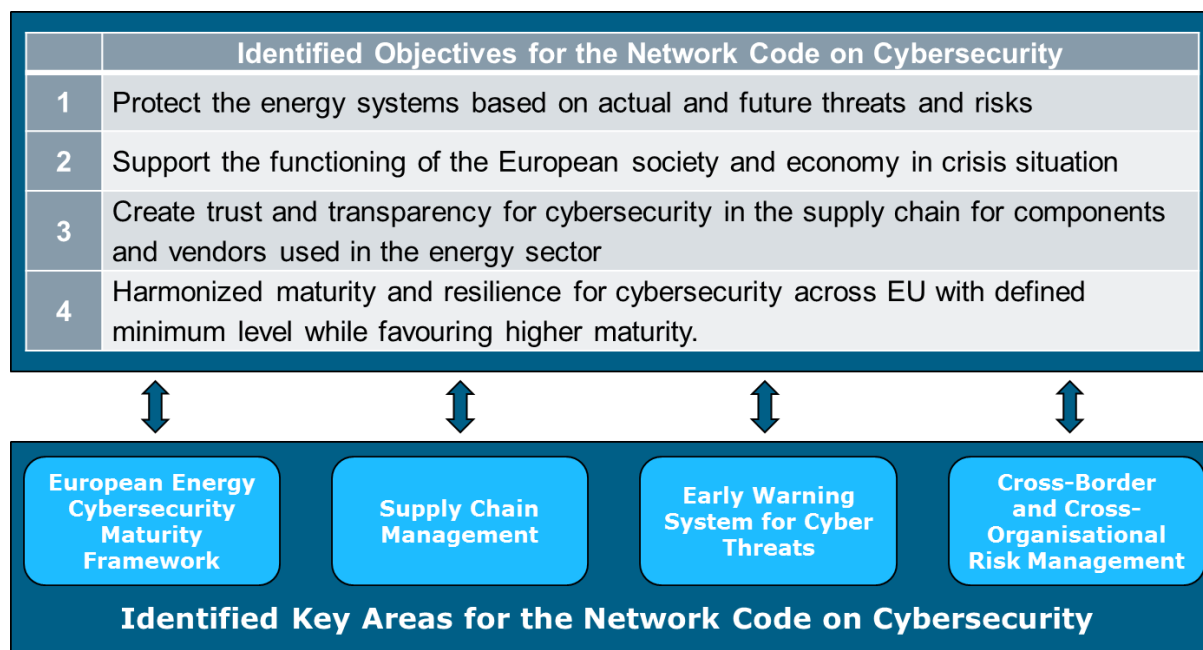 Identified Objectives for the Network Code on Cybersecurity
1 Protect the energy systems based on actual and future threats and risks
2 Support the functioning of the European society and economy in crisis situation
3 Create trust and transparency for cybersecurity in the supply chain for components
and vendors used in the energy sector
4 Harmonized maturity and resilience for cybersecurity across EU with defined
minimum level while favouring higher maturity.
European Energy
Cybersecurity
Maturity
Framework
Supply Chain
Management
Early Warning
System for Cyber
Threats
Cross-Border
and Cross-
Organisational
Risk Management
Identified Key Areas for the Network Code on Cybersecurity